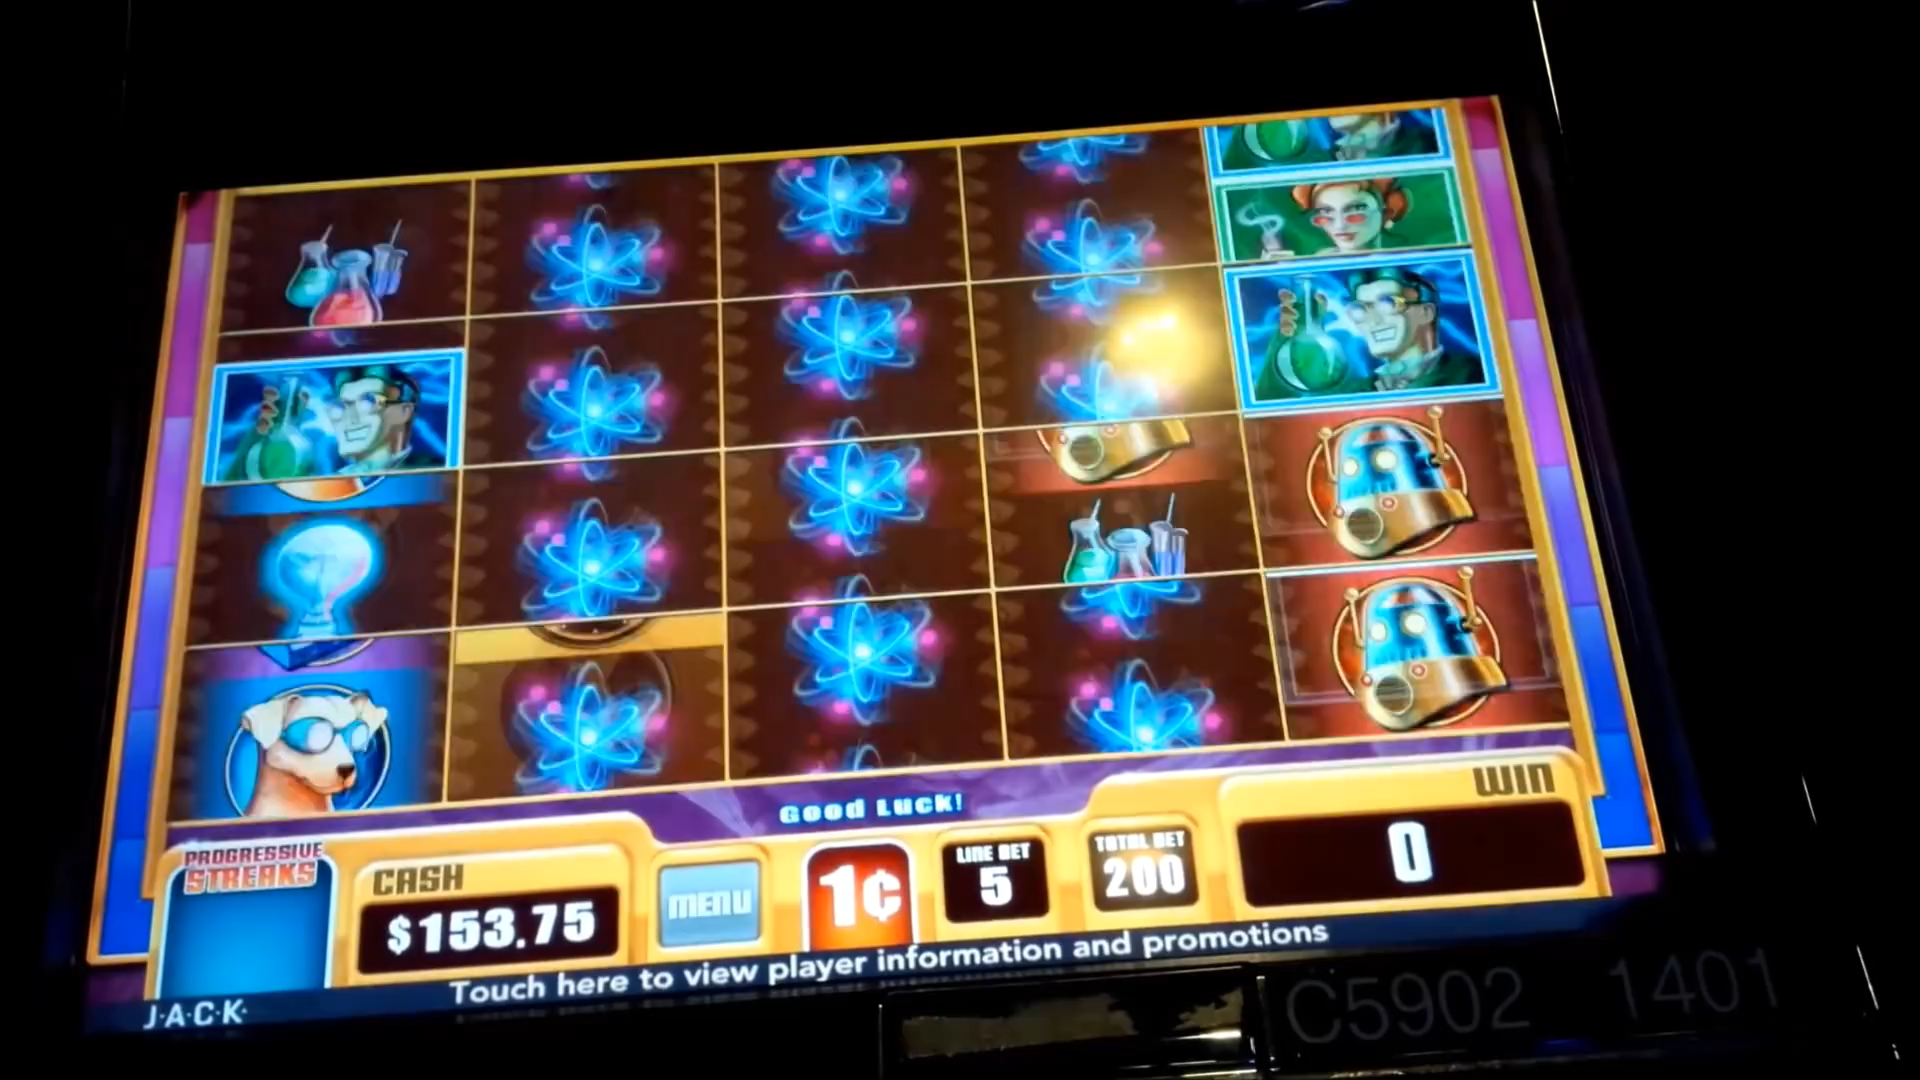 Good Luck!
WIN
0
PROGRESSIVE
STREAKS
CASH
$153.75
MENU
1¢
LINE BET
5
TOTAL BET
200
Touch here to view player information and promotions
J·A·C·K·
C5902 1401